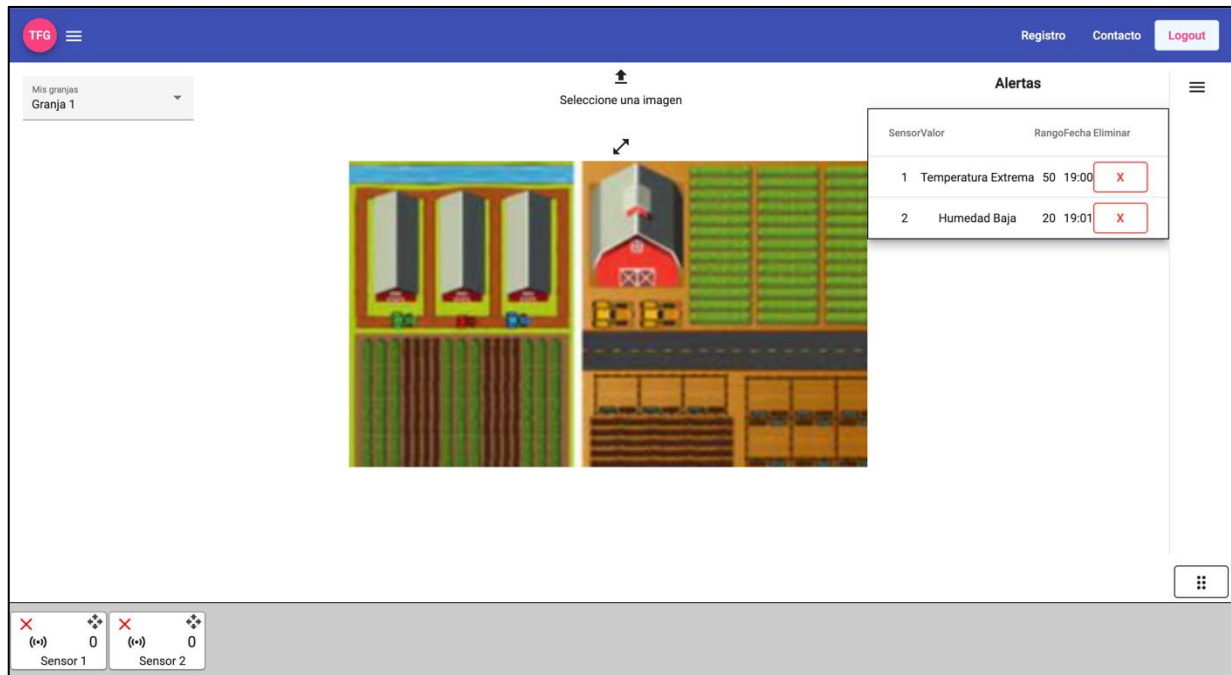 TFG
Registro Contacto Logout
Mis granjas
Granja 1
Seleccione una imagen
Alertas
SensorValor RangoFecha Eliminar
1 Temperatura Extrema 50 19:00 X
2 Humedad Baja 20 19:01 X
0 0
Sensor 1 Sensor 2